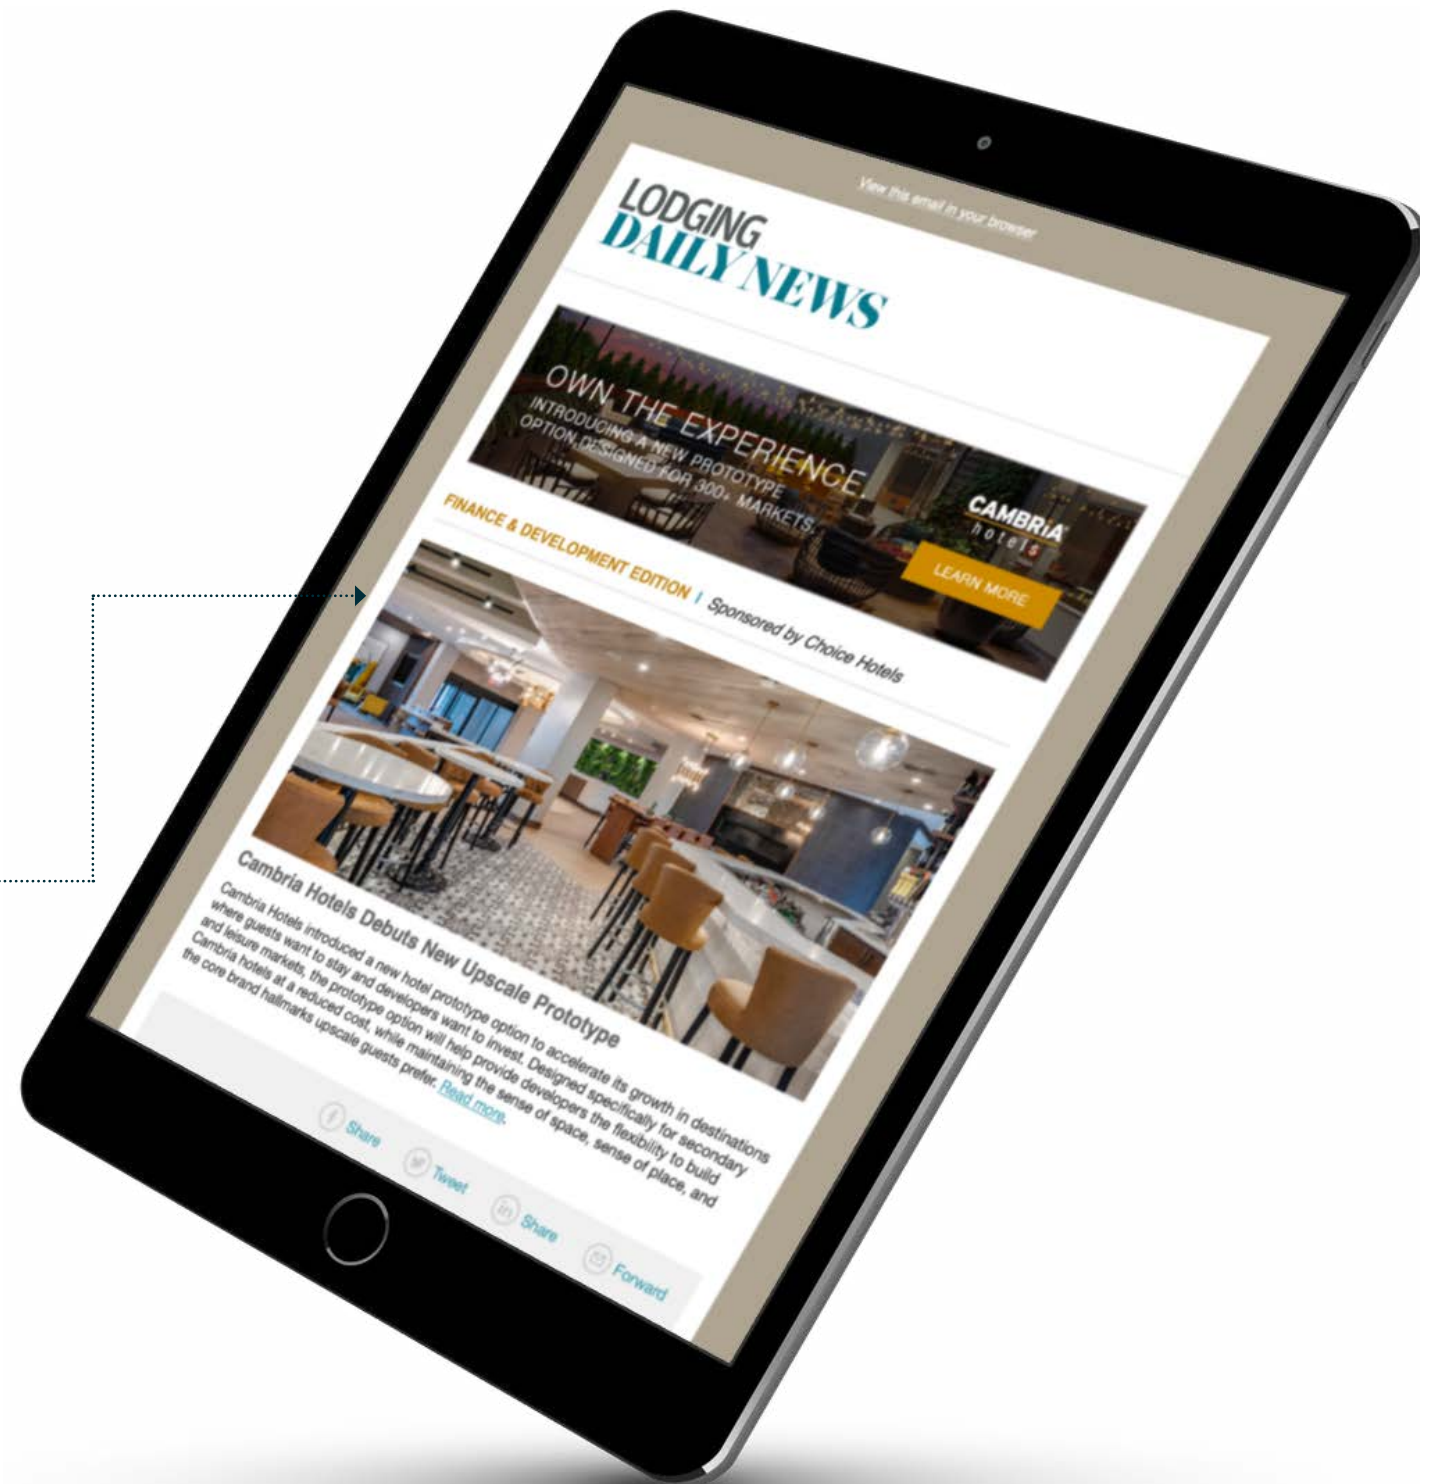 View this email in your browser
LODGING
DAILY NEWS
OWN THE EXPERIENCE.
INTRODUCING A NEW PROTOTYPE
OPTION DESIGNED FOR 300+ MARKETS.
CAMBRiA
hotels
LEARN MORE
FINANCE & DEVELOPMENT EDITION | Sponsored by Choice Hotels
Cambria Hotels Debuts New Upscale Prototype
Cambria Hotels introduced a new hotel prototype option to accelerate its growth in destinations
where guests want to stay and developers want to invest. Designed specifically for secondary
and leisure markets, the prototype option will help provide developers the flexibility to build
Cambria hotels at a reduced cost, while maintaining the sense of space, sense of place, and
the core brand hallmarks upscale guests prefer. Read more.
Share
Tweet
in Share
Forward